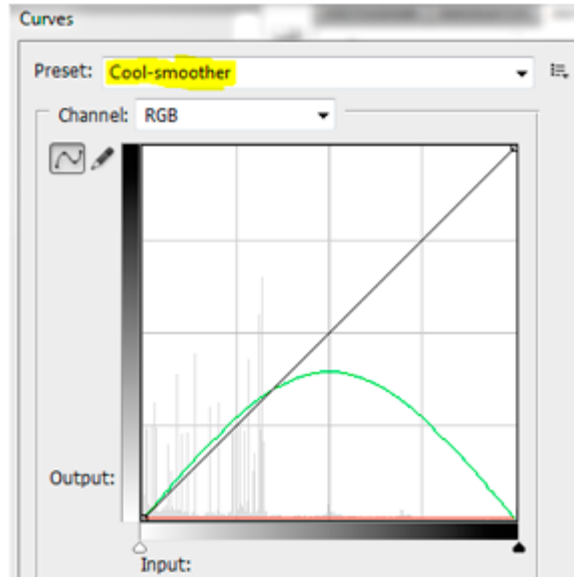 Curves
Preset: Cool-smoother
Channel: RGB
Output:
Input: